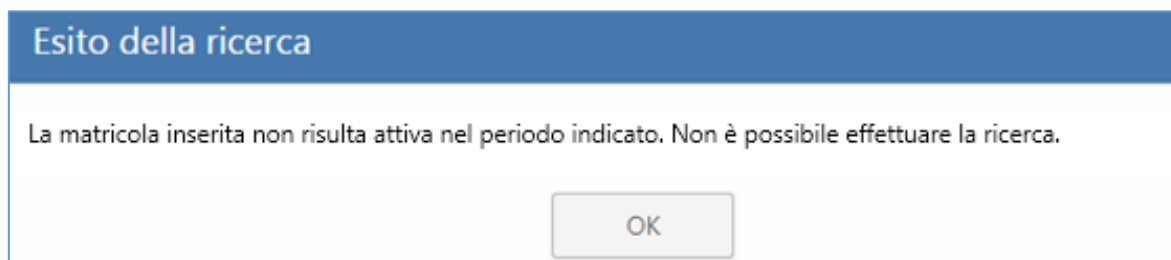 Esito della ricerca
La matricola inserita non risulta attiva nel periodo indicato. Non è possibile effettuare la ricerca.
OK